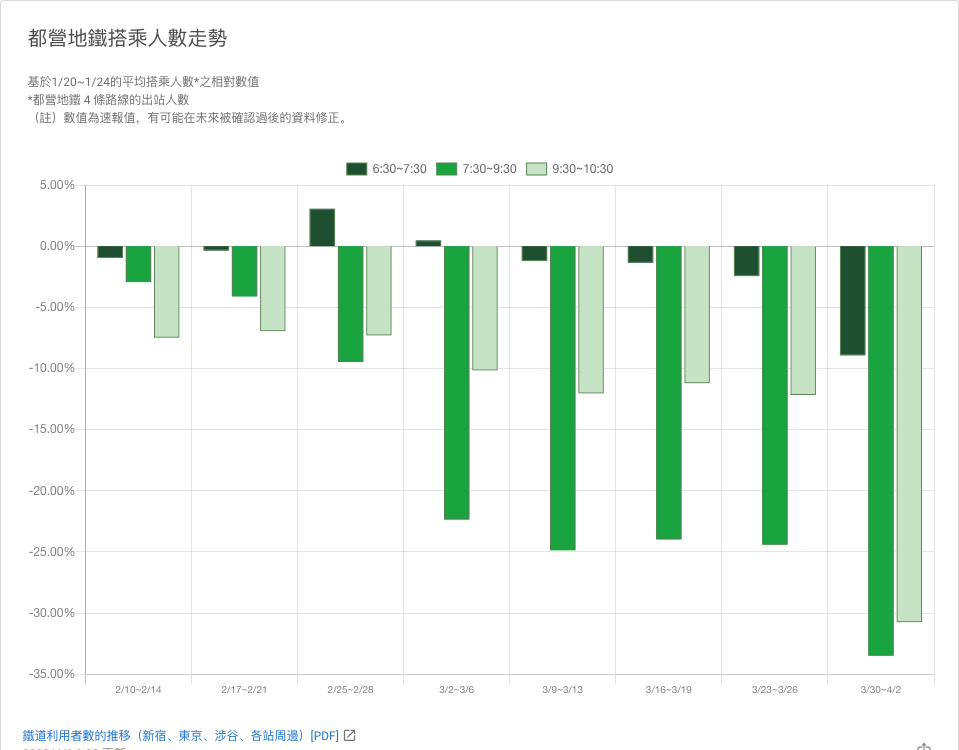 都營地鐵搭乘人數走勢
基於1/20~1/24的平均搭乘人數*之相對數值
*都營地鐵 4 條路線的出站人數
（註）數值為速報值，有可能在未來被確認過後的資料修正。
6:30~7:30 7:30~9:30 9:30~10:30
5.00%
0.00%
-5.00%
-10.00%
-15.00%
-20.00%
-25.00%
-30.00%
-35.00%
2/10~2/14 2/17~2/21 2/25~2/28 3/2~3/6 3/9~3/13 3/16~3/19 3/23~3/26 3/30~4/2
鐵道利用者數的推移（新宿、東京、涉谷、各站周邊）[PDF]